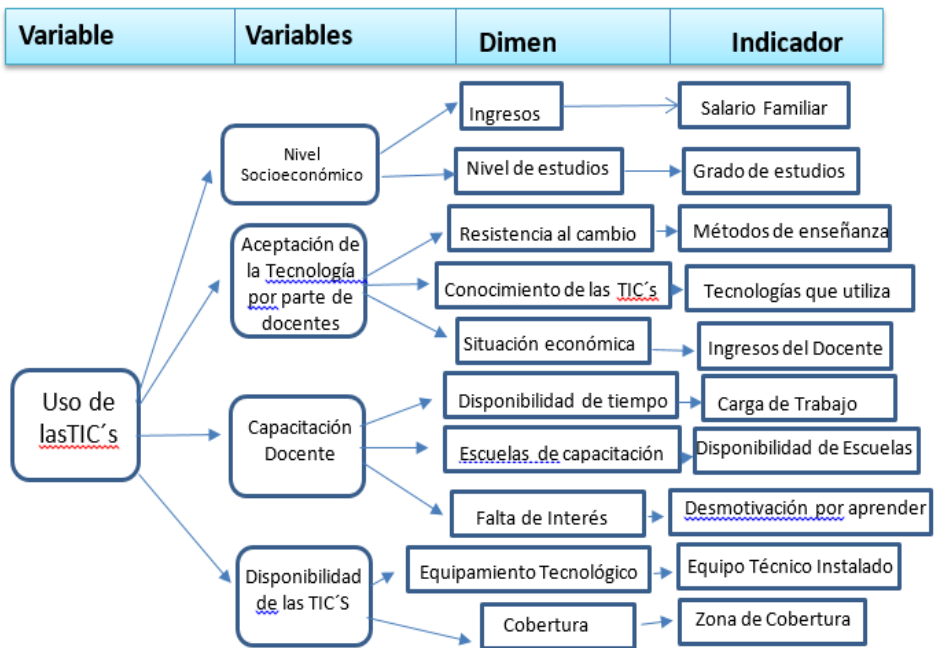 Variable Variables Dimen Indicador
Ingresos Salario Familiar
Nivel
Socioeconómico
Nivel de estudios Grado de estudios
Aceptación de
la Tecnología
por parte de
docentes
Resistencia al cambio Métodos de enseñanza
Conocimiento de las TIC´s Tecnologías que utiliza
Situación económica Ingresos del Docente
Uso de
lasTIC´s
Capacitación
Docente
Disponibilidad de tiempo Carga de Trabajo
Escuelas de capacitación Disponibilidad de Escuelas
Falta de Interés Desmotivación por aprender
Disponibilidad
de las TIC´S
Equipamiento Tecnológico Equipo Técnico Instalado
Cobertura Zona de Cobertura